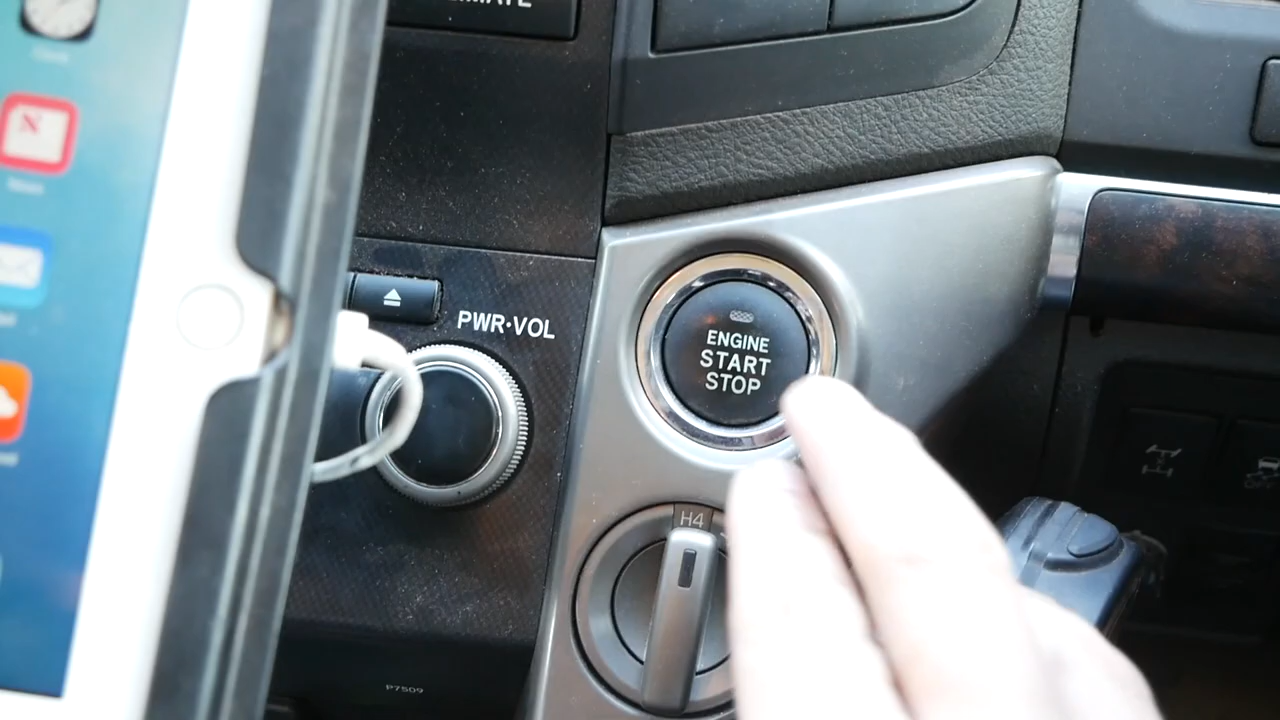 PWR•VOL
ENGINE
START
STOP
H4
P7509